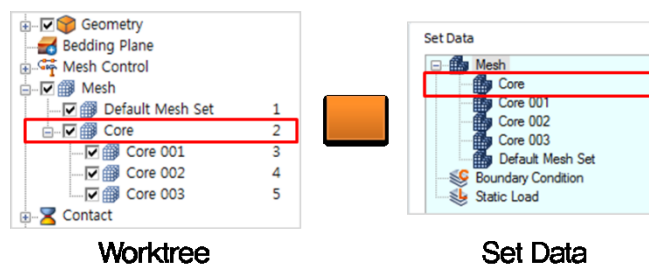 Geometry
Bedding Plane
Mesh Control
Mesh
Default Mesh Set 1
Core 2
Core 001 3
Core 002 4
Core 003 5
Contact
Worktree
Set Data
Mesh
Core
Core 001
Core 002
Core 003
Default Mesh Set
Boundary Condition
Static Load
Set Data